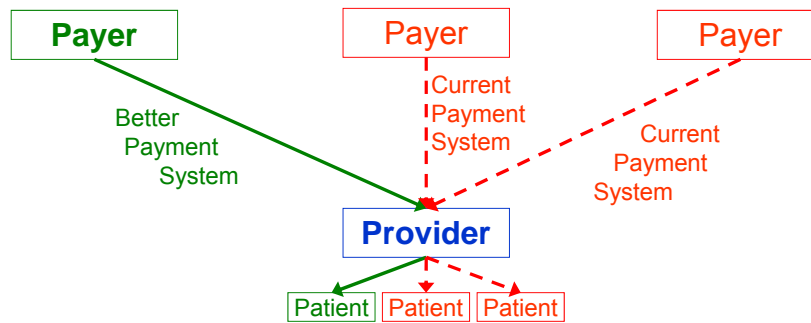 Payer
Payer
Payer
Better
Payment
System
Current
Payment
System
Current
Payment
System
Provider
Patient
Patient
Patient